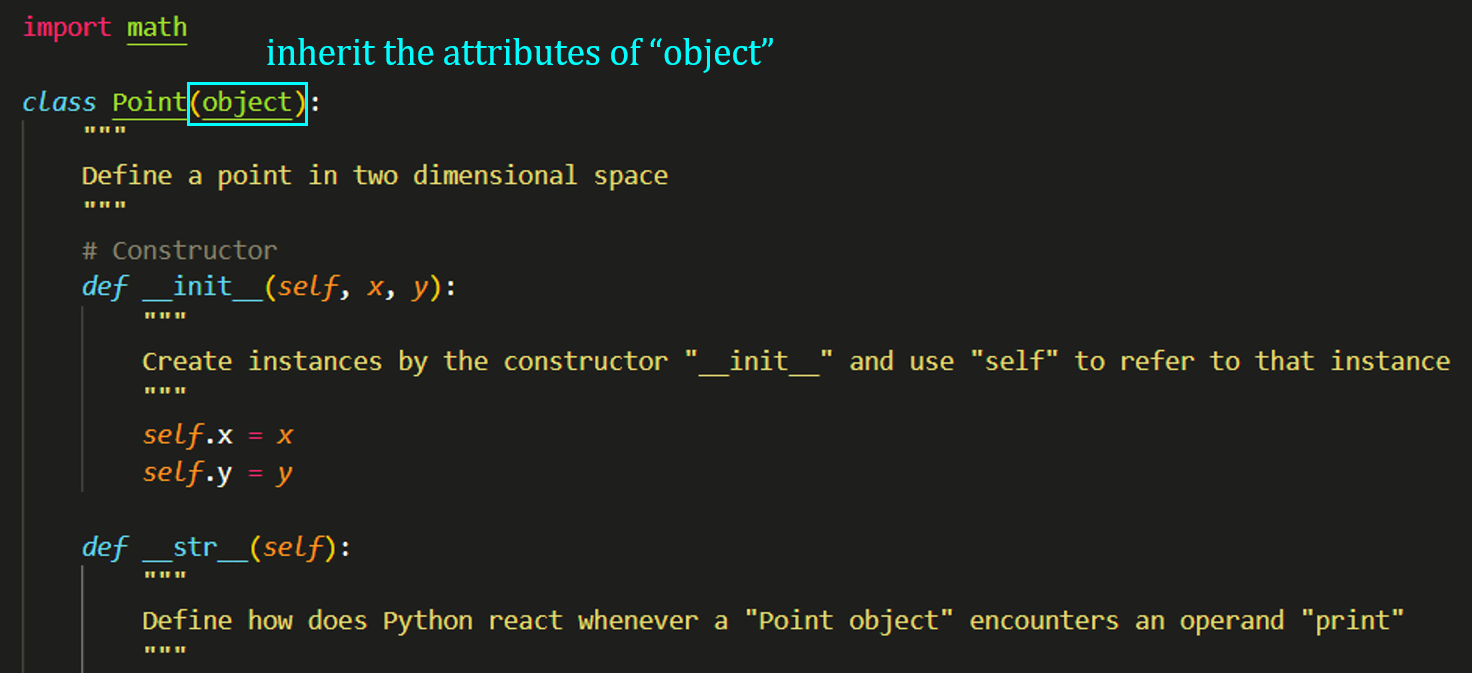 import math
inherit the attributes of “object”
class Point(object):
"""
Define a point in two dimensional space
"""
# Constructor
def __init__(self, x, y):
"""
Create instances by the constructor "__init__" and use "self" to refer to that instance
"""
self.x = x
self.y = y
def __str__(self):
"""
Define how does Python react whenever a "Point object" encounters an operand "print"
"""